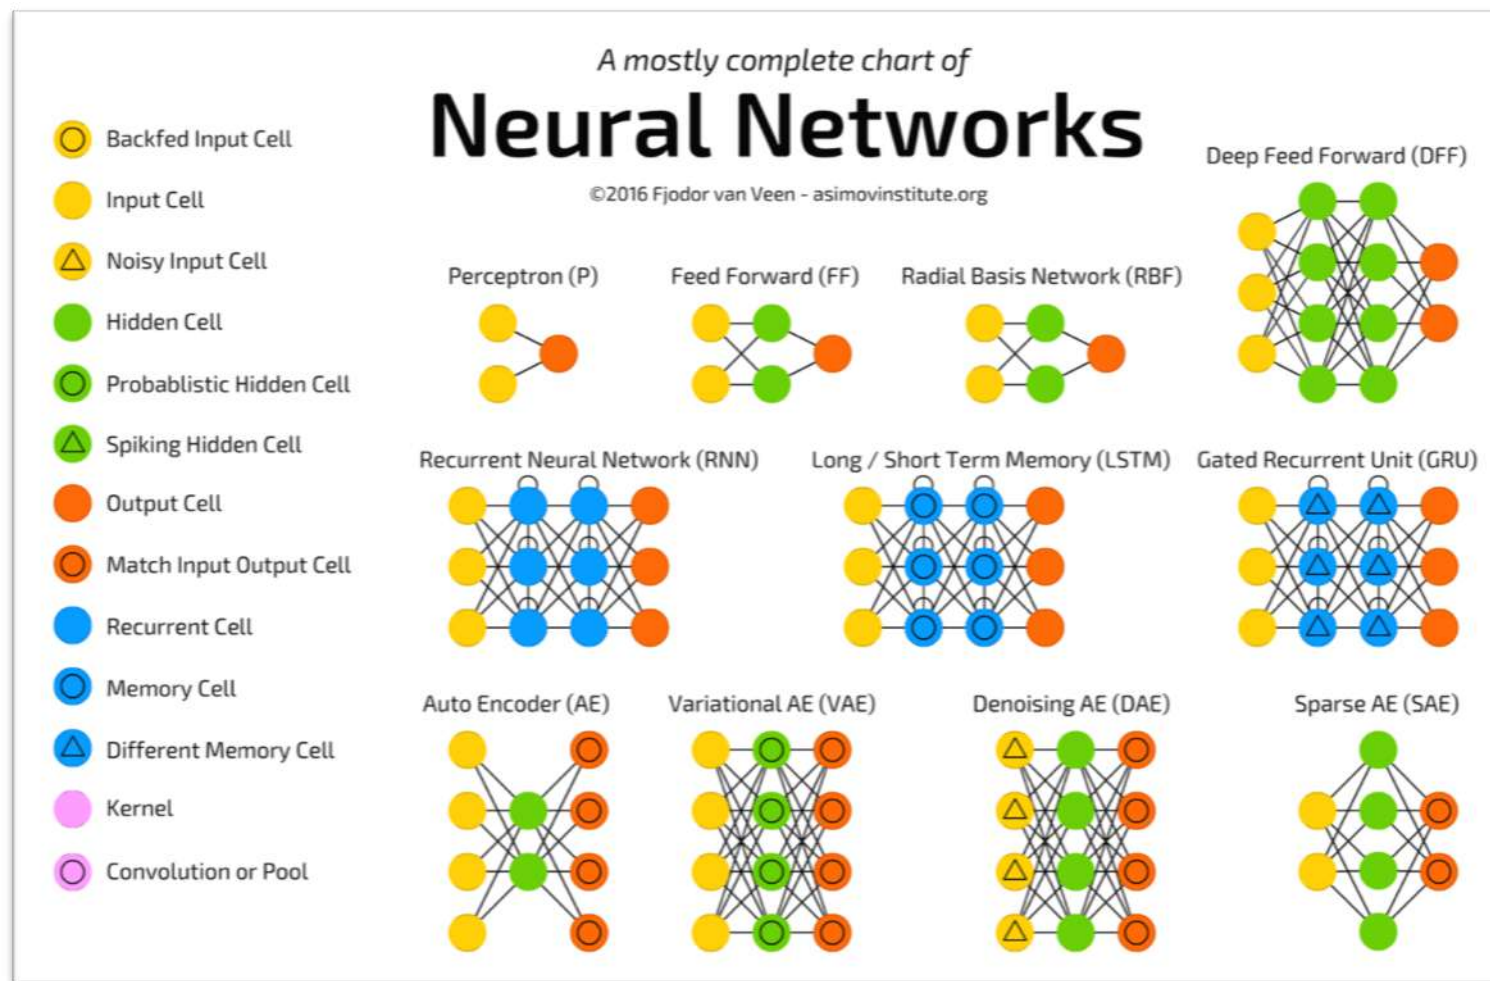 A mostly complete chart of
Neural Networks
©2016 Fjodor van Veen - asimovinstitute.org
Backfed Input Cell
Input Cell
Noisy Input Cell
Hidden Cell
Probablistic Hidden Cell
Spiking Hidden Cell
Output Cell
Match Input Output Cell
Recurrent Cell
Memory Cell
Different Memory Cell
Kernel
Convolution or Pool
Deep Feed Forward (DFF)
Perceptron (P)
Feed Forward (FF)
Radial Basis Network (RBF)
Recurrent Neural Network (RNN)
Long / Short Term Memory (LSTM)
Gated Recurrent Unit (GRU)
Auto Encoder (AE)
Variational AE (VAE)
Denoising AE (DAE)
Sparse AE (SAE)